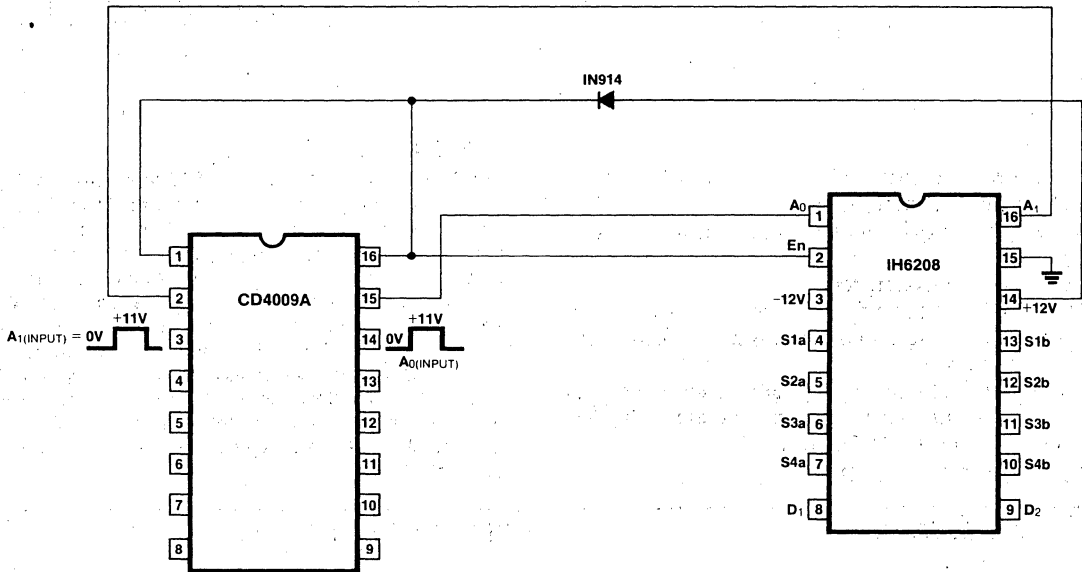 IN914
CD4009A
1
2
3
4
5
6
7
8
16
15
14
13
12
11
10
9
+11V
A1(INPUT) = 0V
+11V
0V
A0(INPUT)
IH6208
A0 1
En 2
-12V 3
S1a 4
S2a 5
S3a 6
S4a 7
D1 8
16 A1
15
14 +12V
13 S1b
12 S2b
11 S3b
10 S4b
9 D2